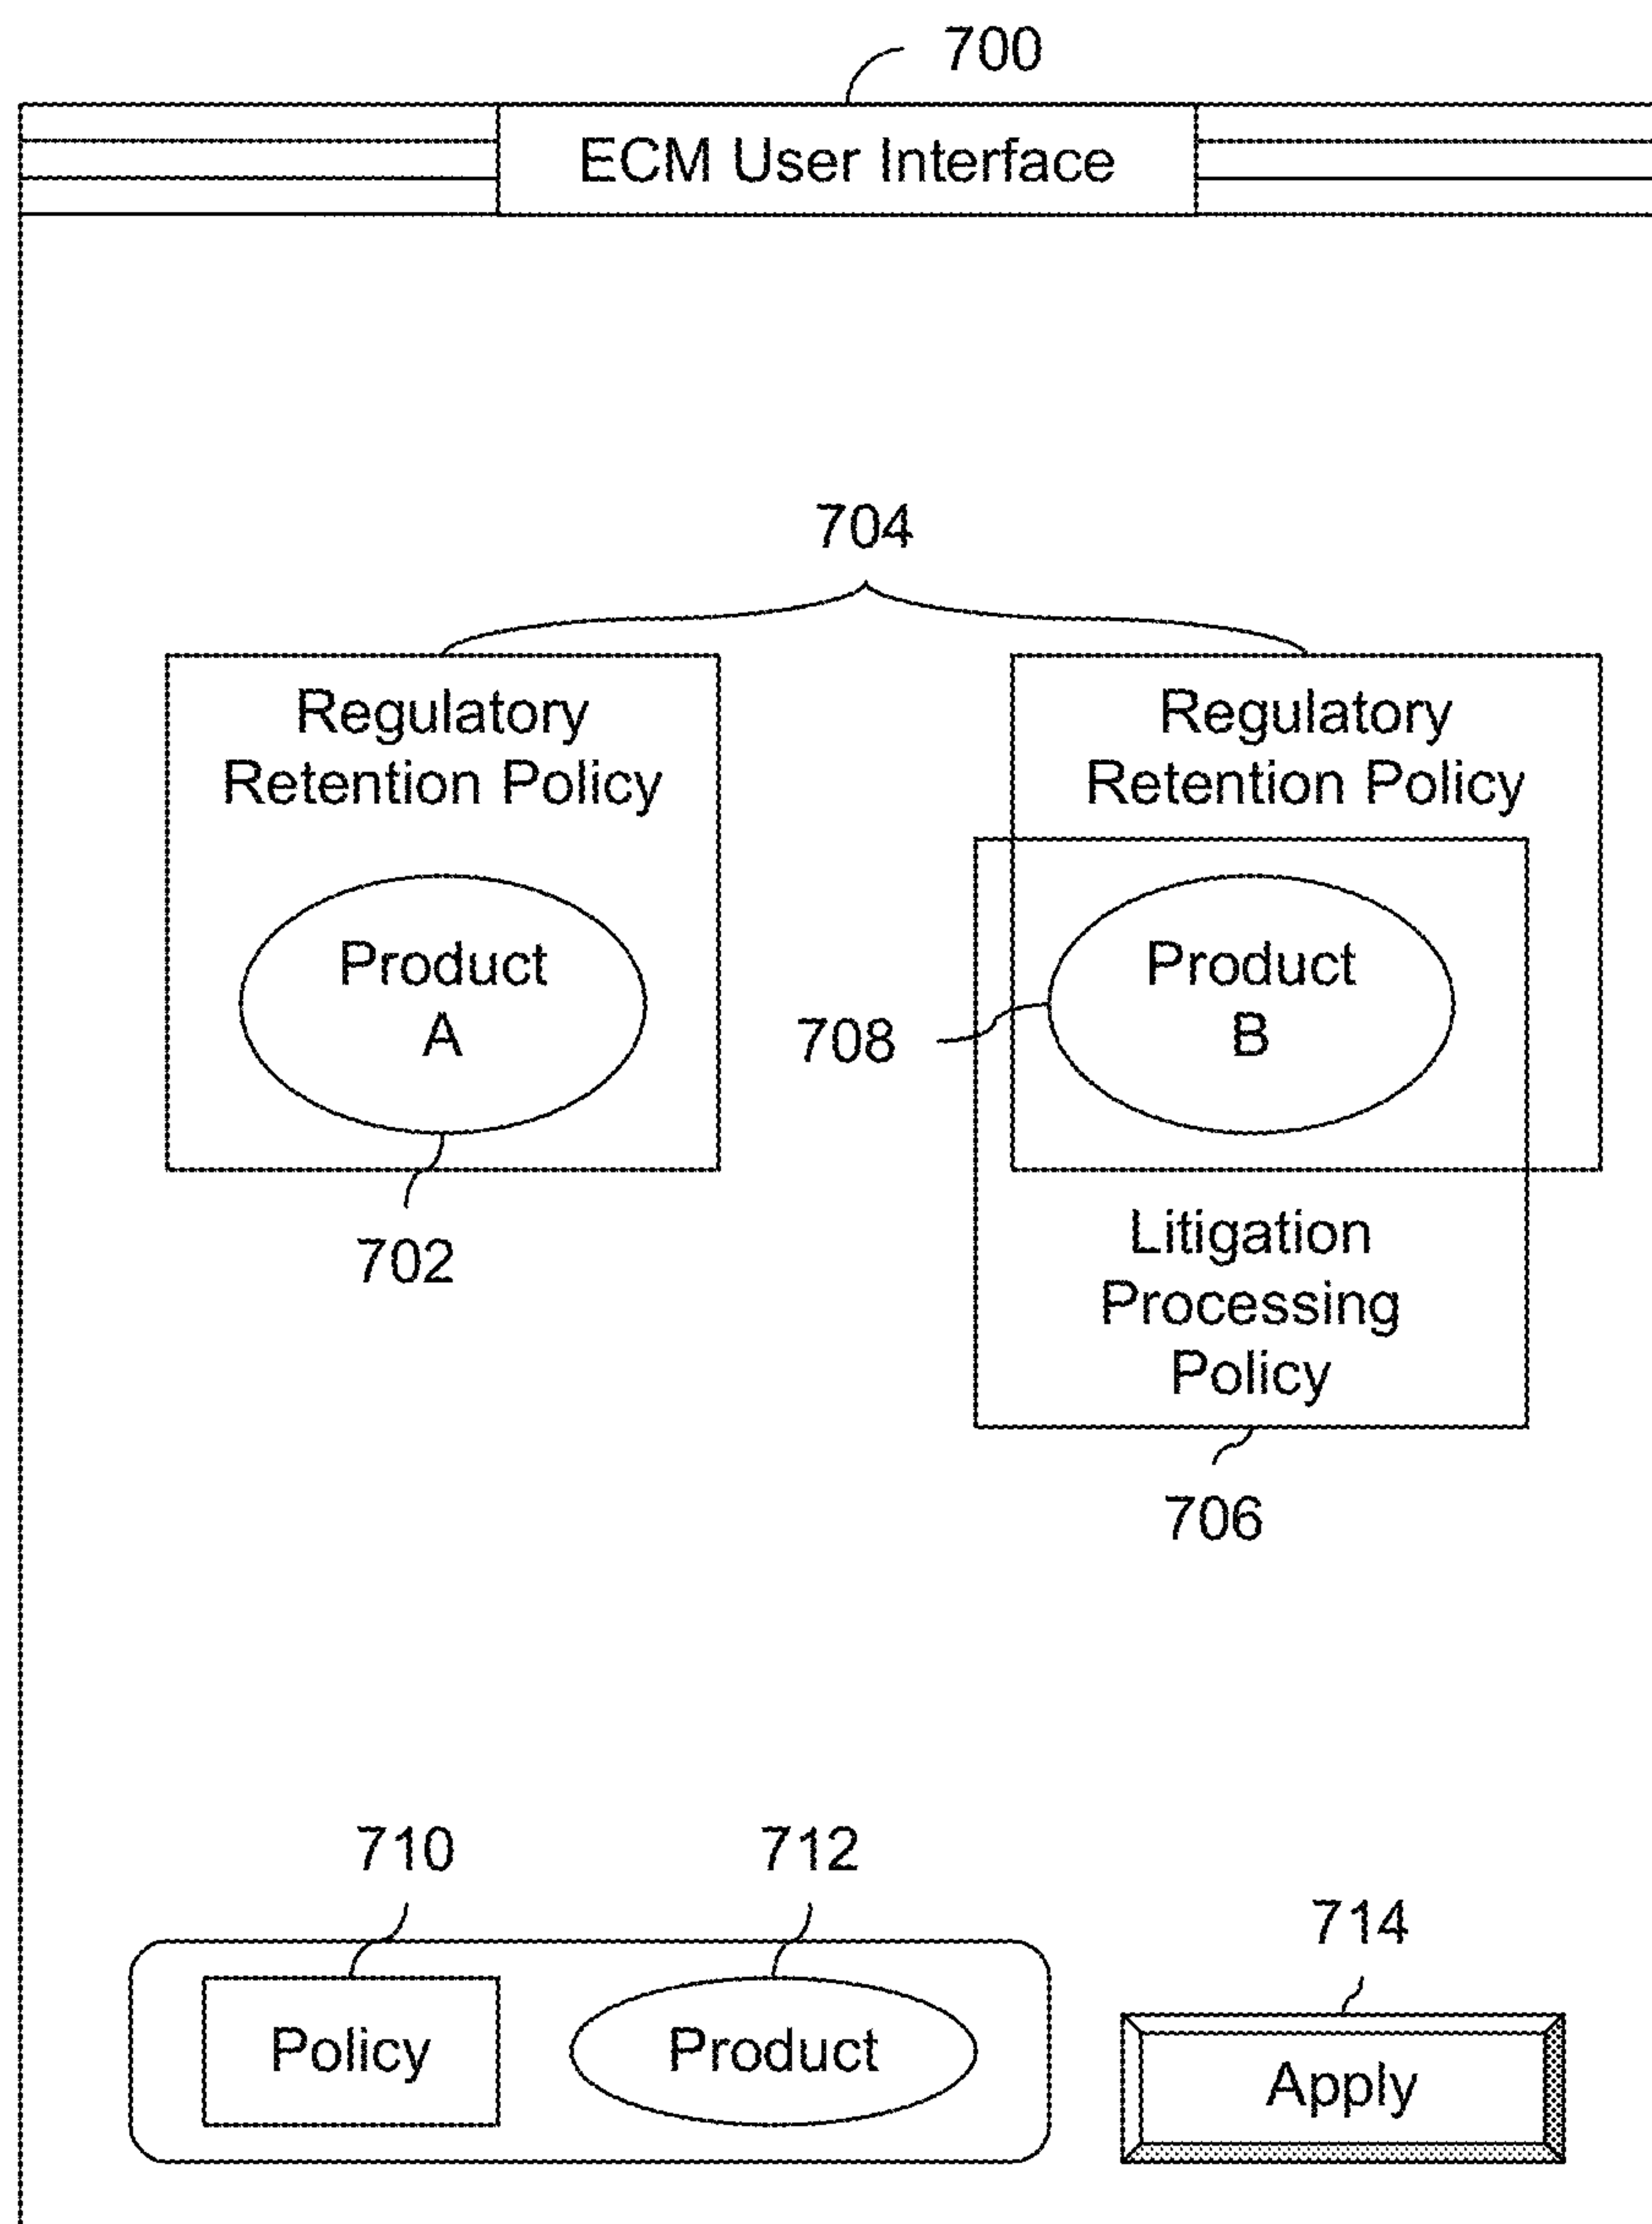 700
ECM User Interface
704
Regulatory
Retention Policy
Product
A
702
Regulatory
Retention Policy
708
Product
B
Litigation
Processing
Policy
706
710
712
Policy
Product
714
Apply